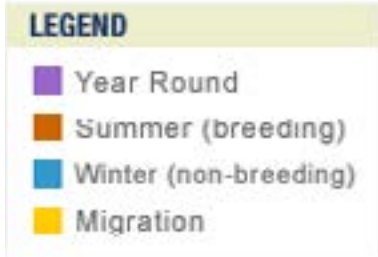 LEGEND
Year Round
Summer (breeding)
Winter (non-breeding)
Migration